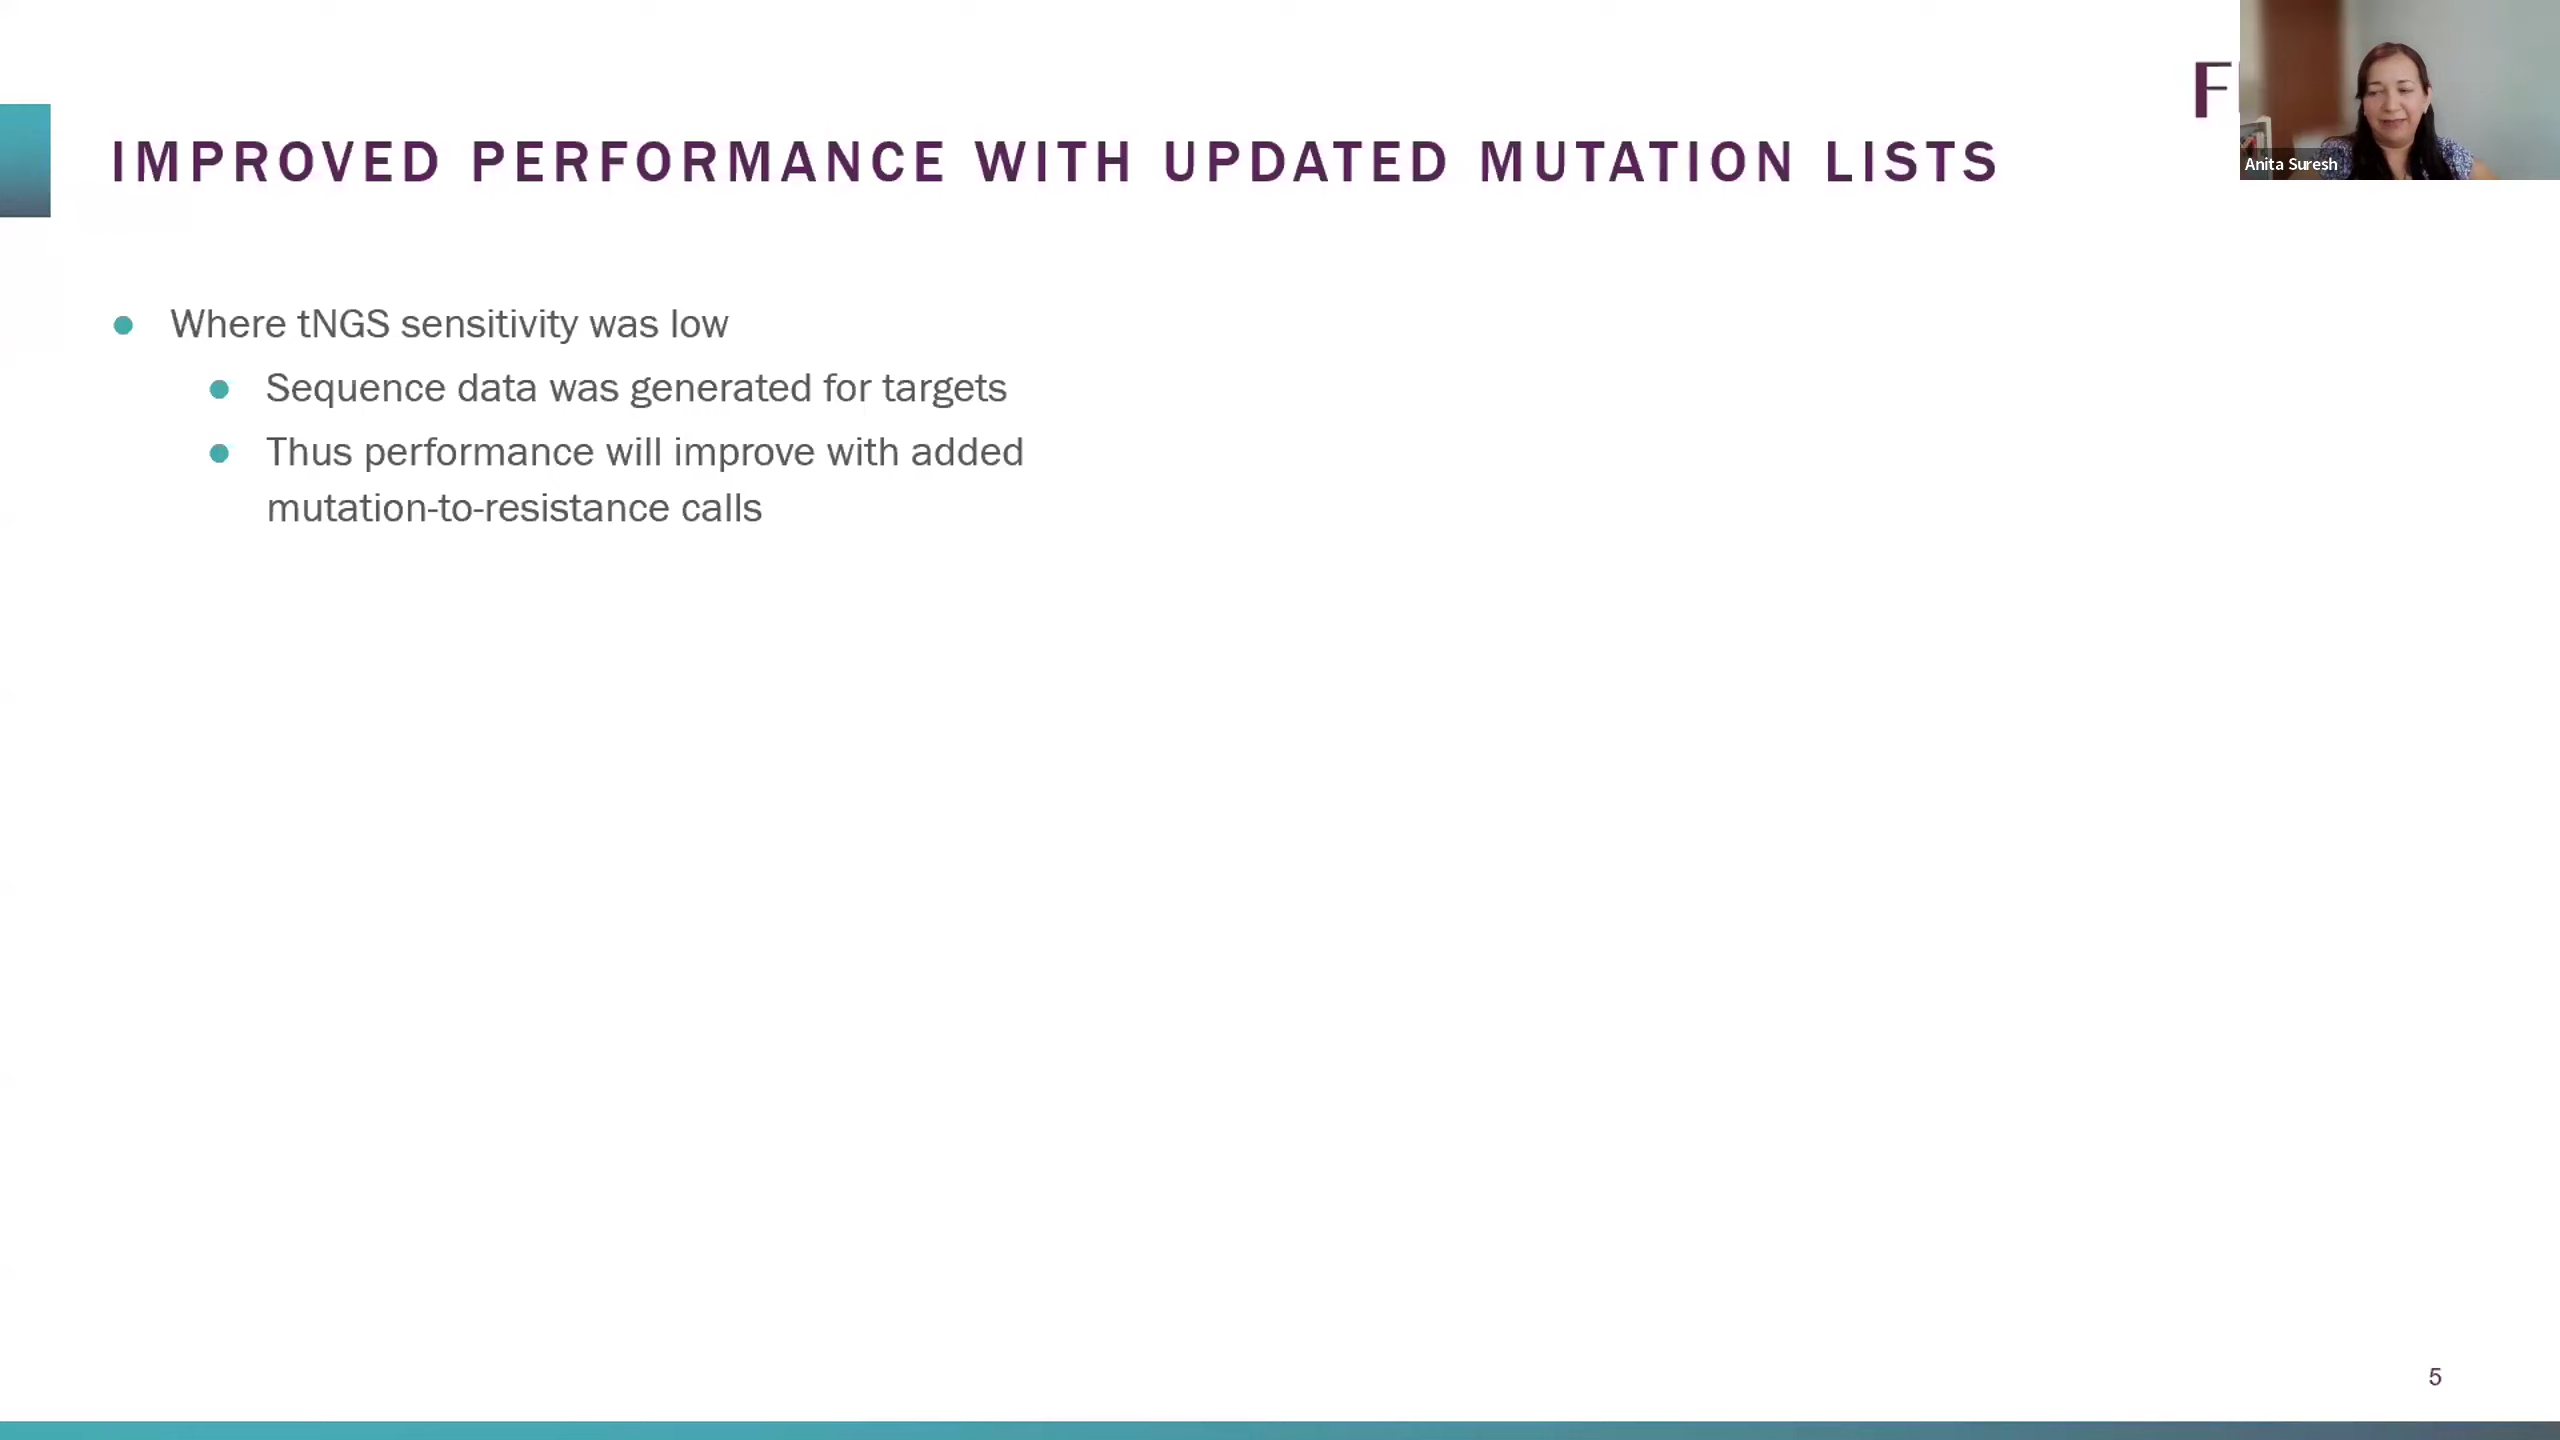 F
Anita Suresh
IMPROVED PERFORMANCE WITH UPDATED MUTATION LISTS
Where tNGS sensitivity was low
Sequence data was generated for targets
Thus performance will improve with added
mutation-to-resistance calls
5